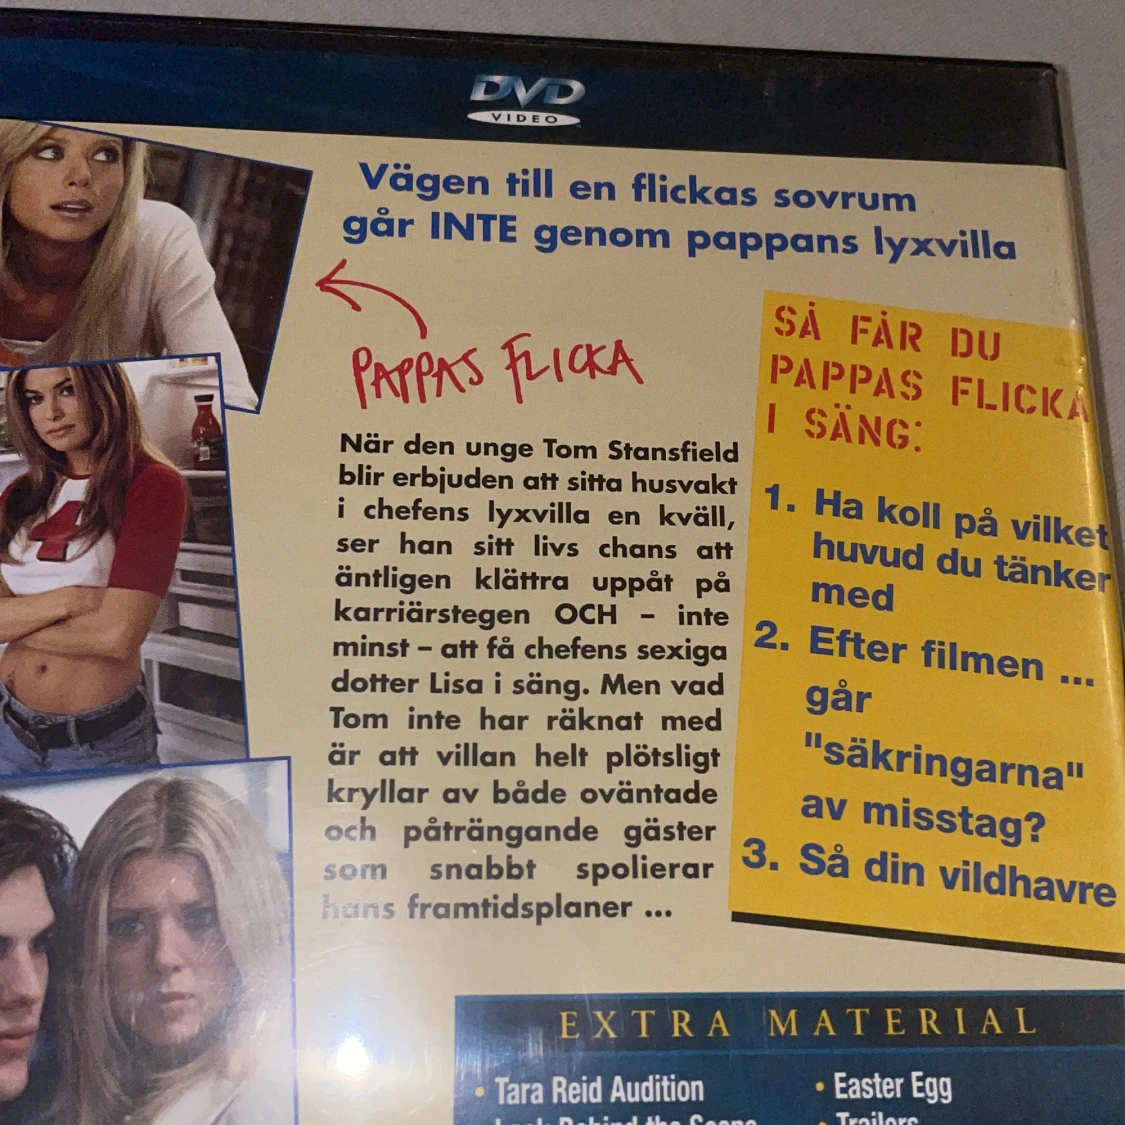 DVD
VIDEO
Vägen till en flickas sovrum
går INTE genom pappans lyxvilla
PAPPAS FLICKA
När den unge Tom Stansfield
blir erbjuden att sitta husvakt
i chefens lyxvilla en kväll,
ser han sitt livs chans att
äntligen klättra uppåt på
karriärstegen OCH – inte
minst – att få chefens sexiga
dotter Lisa i säng. Men vad
Tom inte har räknat med
är att villan helt plötsligt
kryllar av både oväntade
och påträngande gäster
som snabbt spolierar
hans framtidsplaner ...
SÅ FÅR DU
PAPPAS FLICKA
I SÄNG:
1. Ha koll på vilket
huvud du tänker
med
2. Efter filmen ...
går
"säkringarna"
av misstag?
3. Så din vildhavre
EXTRA MATERIAL
• Tara Reid Audition
• Easter Egg
Look Behind the Scene
• Trailers